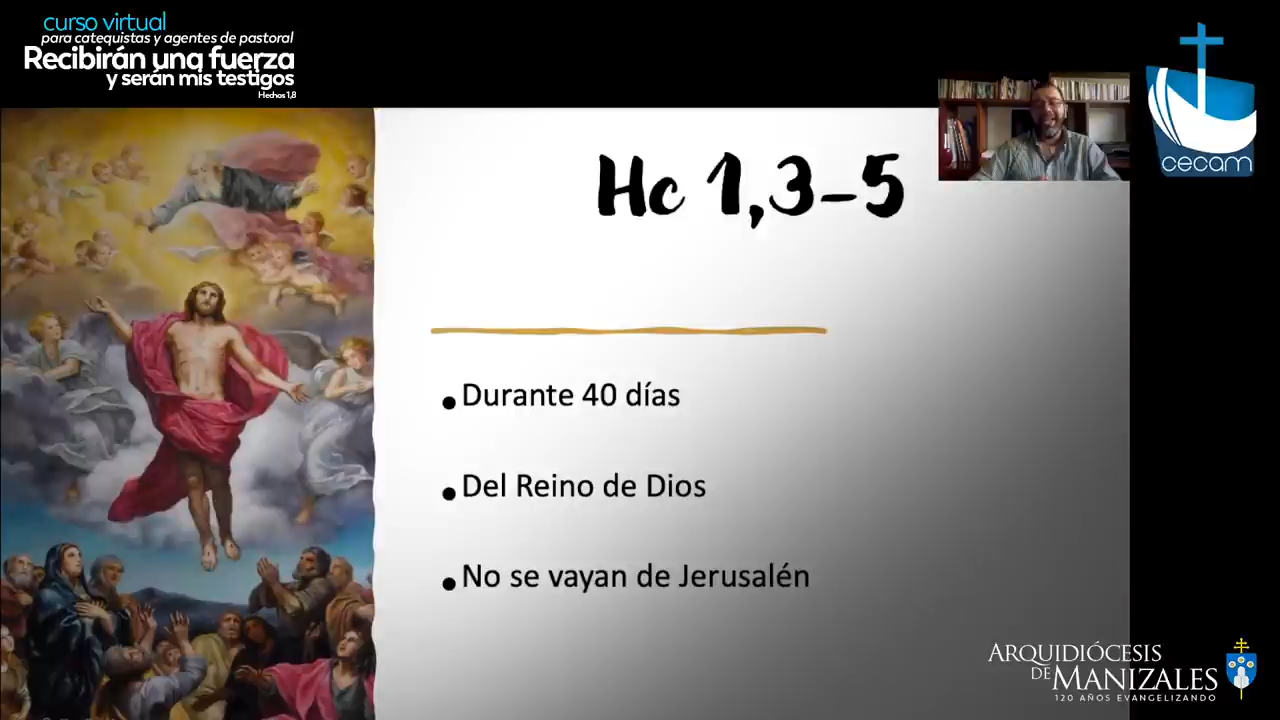 curso virtual
para catequistas y agentes de pastoral
Recibirán una fuerza
y serán mis testigos
Hechos 1,8
cecam
Hc 1,3-5
• Durante 40 días
• Del Reino de Dios
• No se vayan de Jerusalén
ARQUIDIÓCESIS
DE MANIZALES
120 AÑOS EVANGELIZANDO